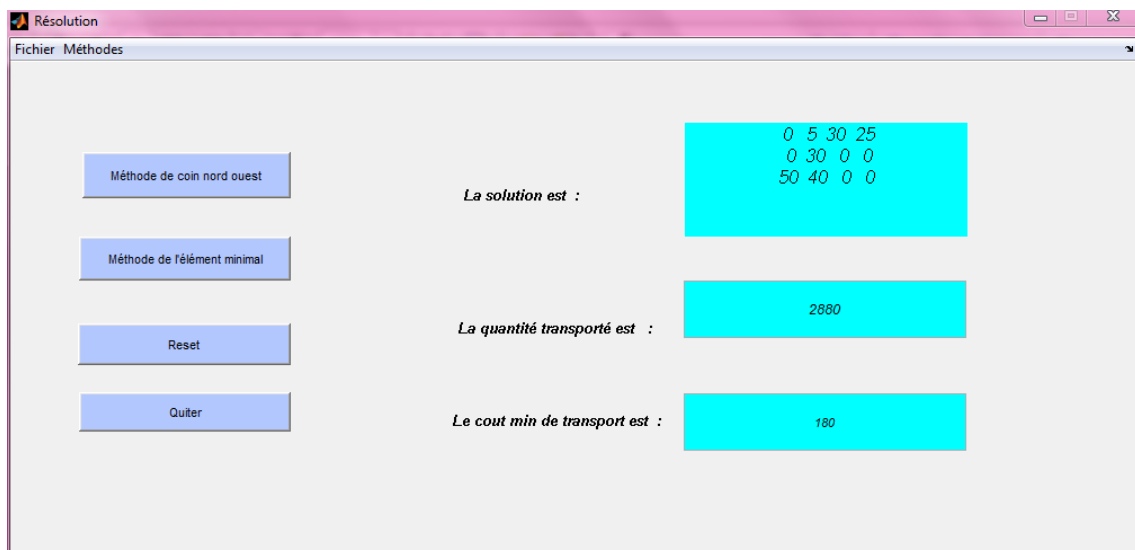 Résolution
Fichier Méthodes
Méthode de coin nord ouest
Méthode de l'élément minimal
Reset
Quiter
La solution est :
0 5 30 25
0 30 0 0
50 40 0 0
La quantité transporté est :
2880
Le cout min de transport est :
180